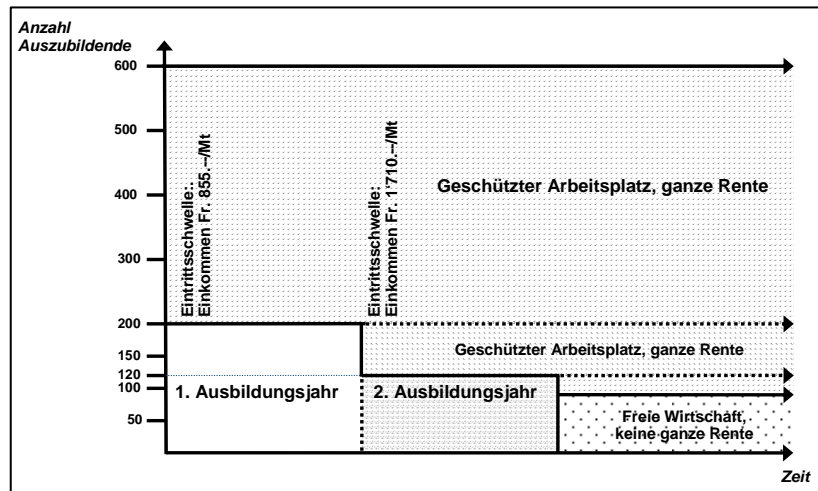 Anzahl
Auszubildende
600
500
400
300
200
150
120
100
50
Eintrittsschwelle:.
Einkommen Fr. 855.--/Mt
Eintrittsschwelle:
Einkommen Fr. 1'710.--/Mt
Geschützter Arbeitsplatz, ganze Rente
Geschützter Arbeitsplatz, ganze Rente
1. Ausbildungsjahr
2. Ausbildungsjahr
Freie Wirtschaft,
keine ganze Rente
Zeit